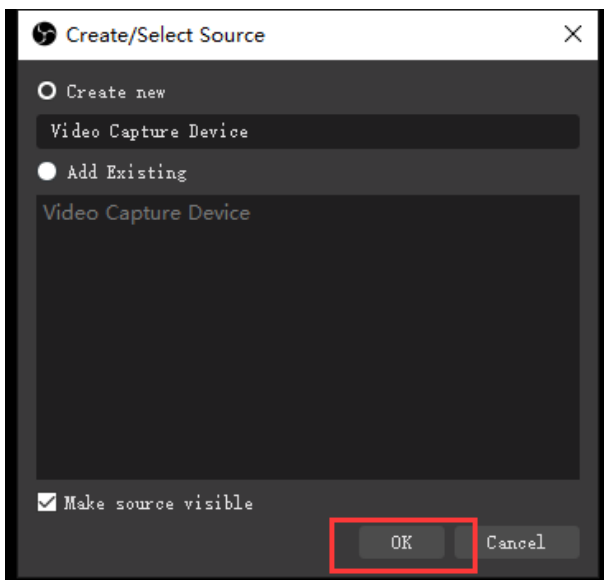 Create/Select Source
Create new
Video Capture Device
Add Existing
Video Capture Device
Make source visible
OK Cancel